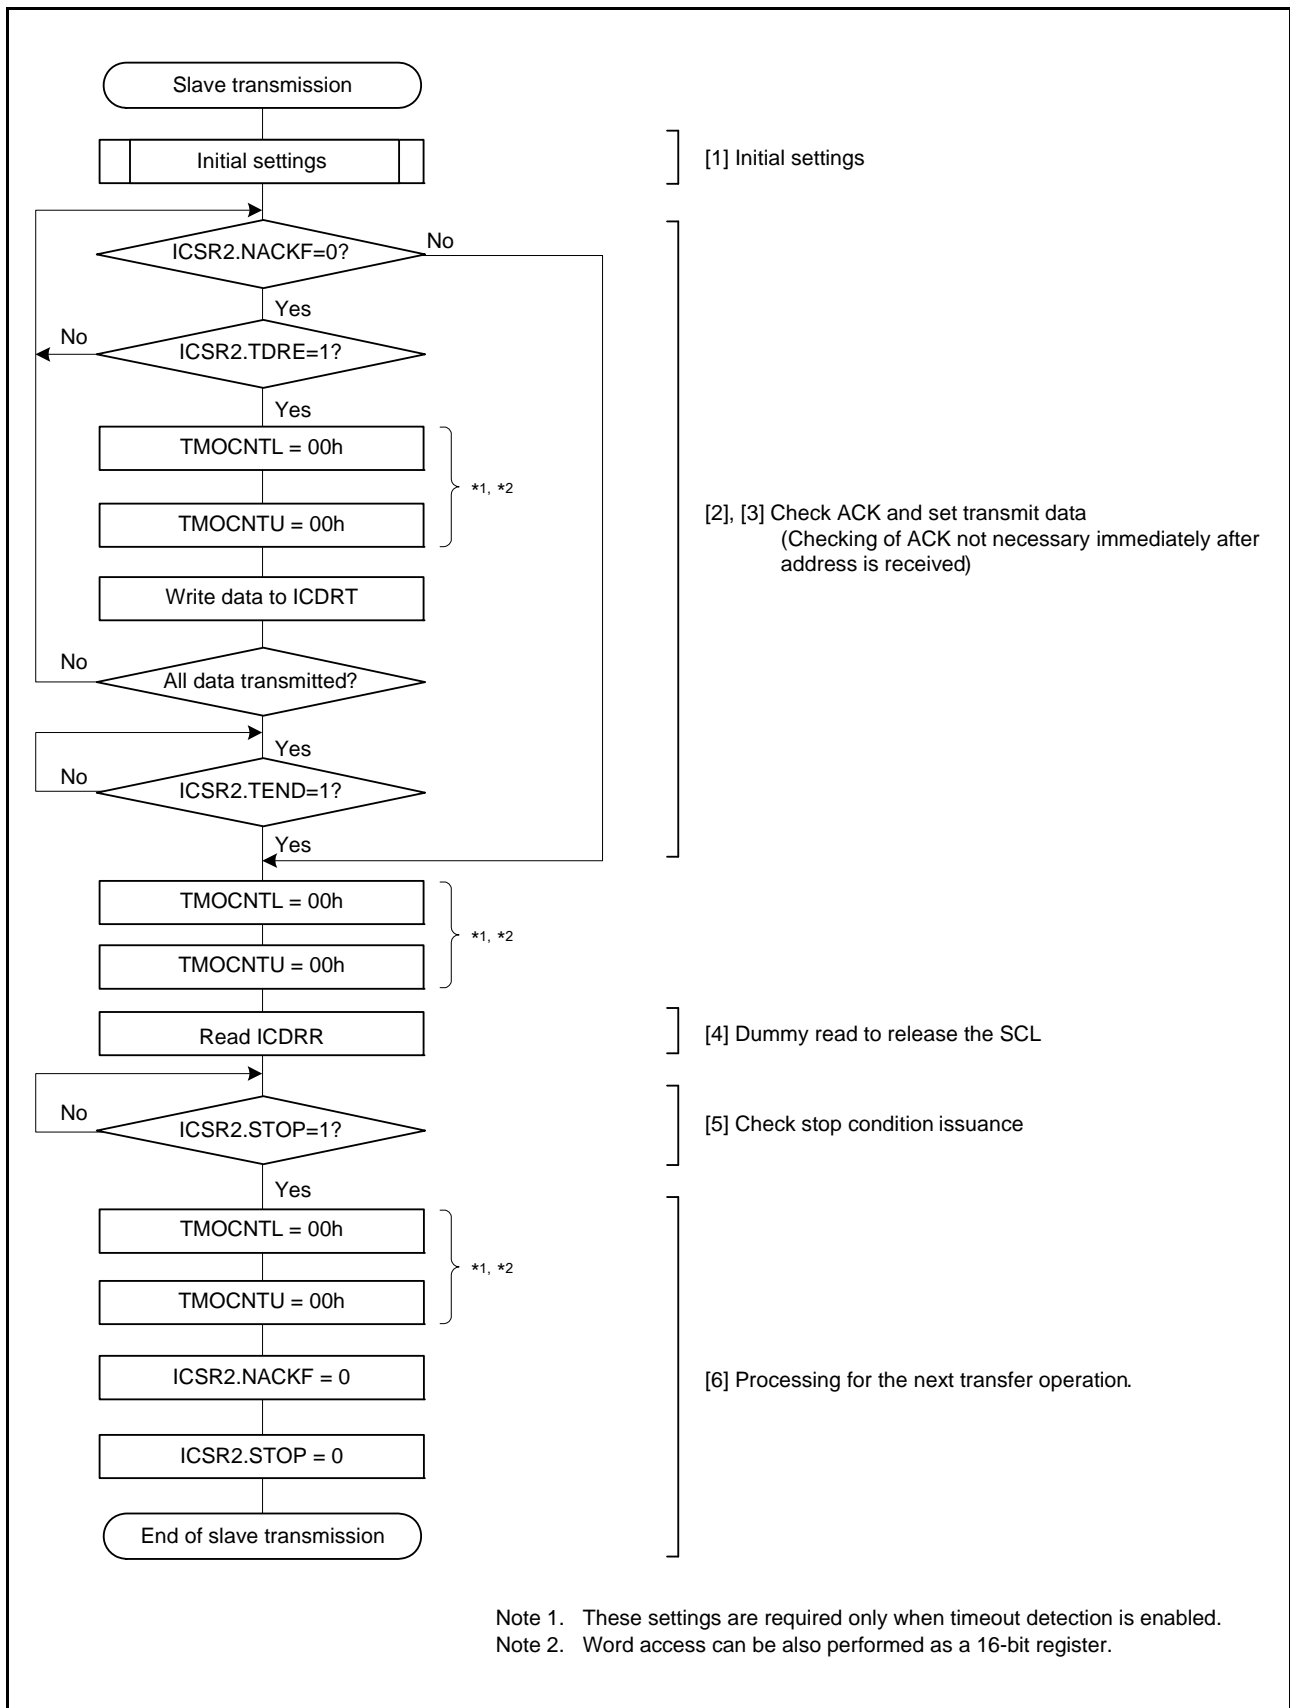 Slave transmission
Initial settings
[1] Initial settings
ICSR2.NACKF=0?
No
Yes
No
ICSR2.TDRE=1?
Yes
TMOCNTL = 00h
*1, *2
TMOCNTU = 00h
[2], [3] Check ACK and set transmit data
(Checking of ACK not necessary immediately after
address is received)
Write data to ICDRT
No
All data transmitted?
Yes
No
ICSR2.TEND=1?
Yes
TMOCNTL = 00h
*1, *2
TMOCNTU = 00h
Read ICDRR
[4] Dummy read to release the SCL
No
ICSR2.STOP=1?
[5] Check stop condition issuance
Yes
TMOCNTL = 00h
*1, *2
TMOCNTU = 00h
ICSR2.NACKF = 0
[6] Processing for the next transfer operation.
ICSR2.STOP = 0
End of slave transmission
Note 1. These settings are required only when timeout detection is enabled.
Note 2. Word access can be also performed as a 16-bit register.